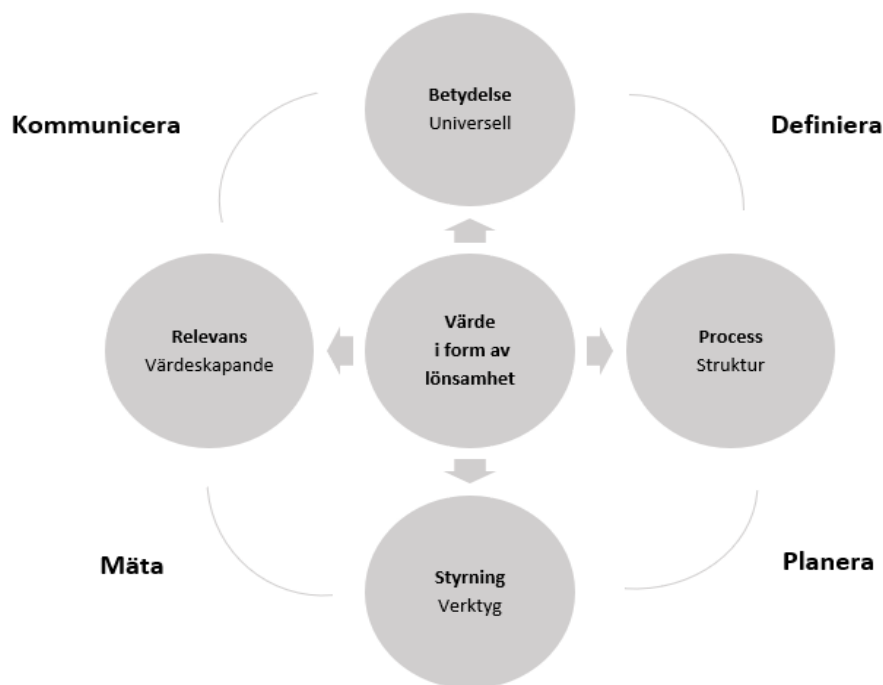 Betydelse
Universell
Kommunicera
Definiera
Relevans
Värdeskapande
Värde
i form av
lönsamhet
Process
Struktur
Mäta
Planera
Styrning
Verktyg